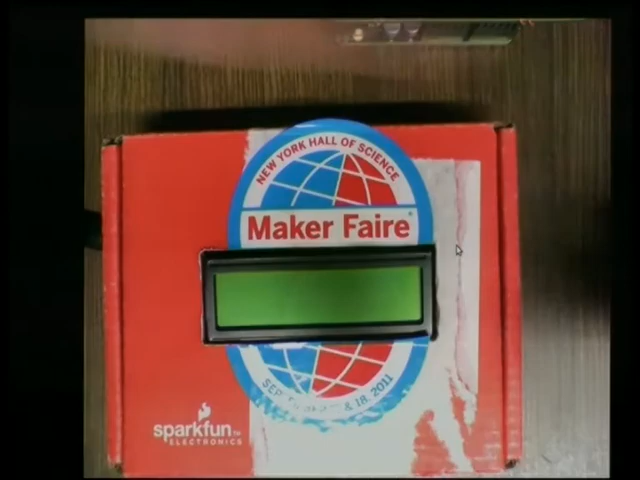 NEW YORK HALL OF SCIENCE
Maker Faire
& 18, 2011
sparkfun
ELECTRONICS